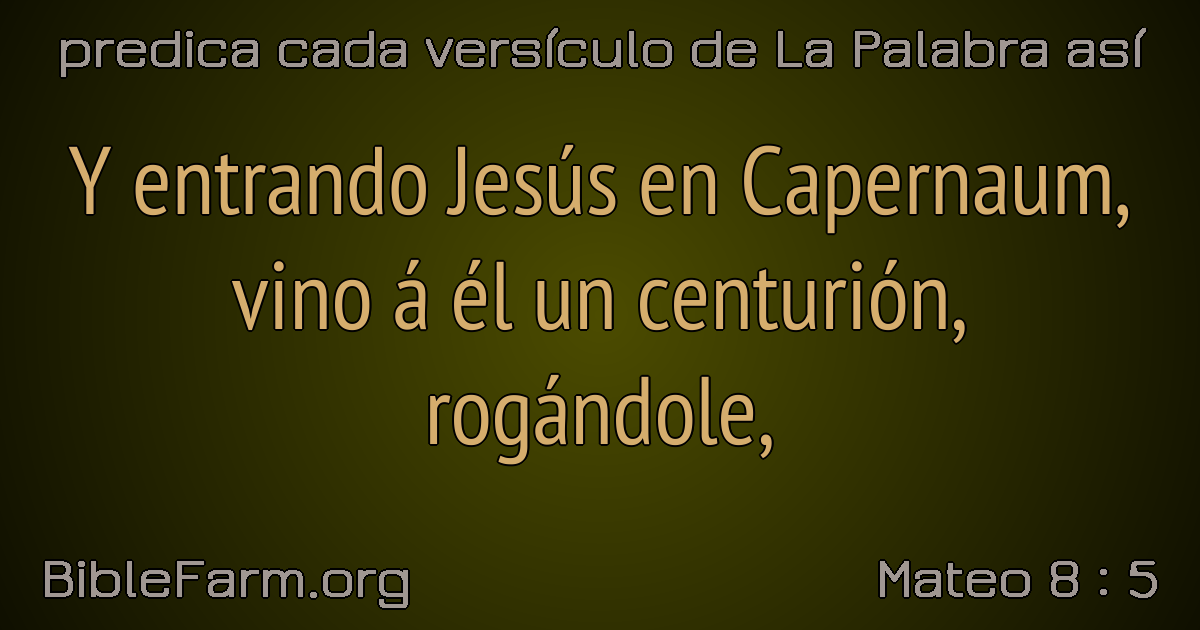 predica cada versículo de La Palabra así
Y entrando Jesús en Capernaum,
vino á él un centurión,
rogándole,
BibleFarm.org
Mateo 8 : 5